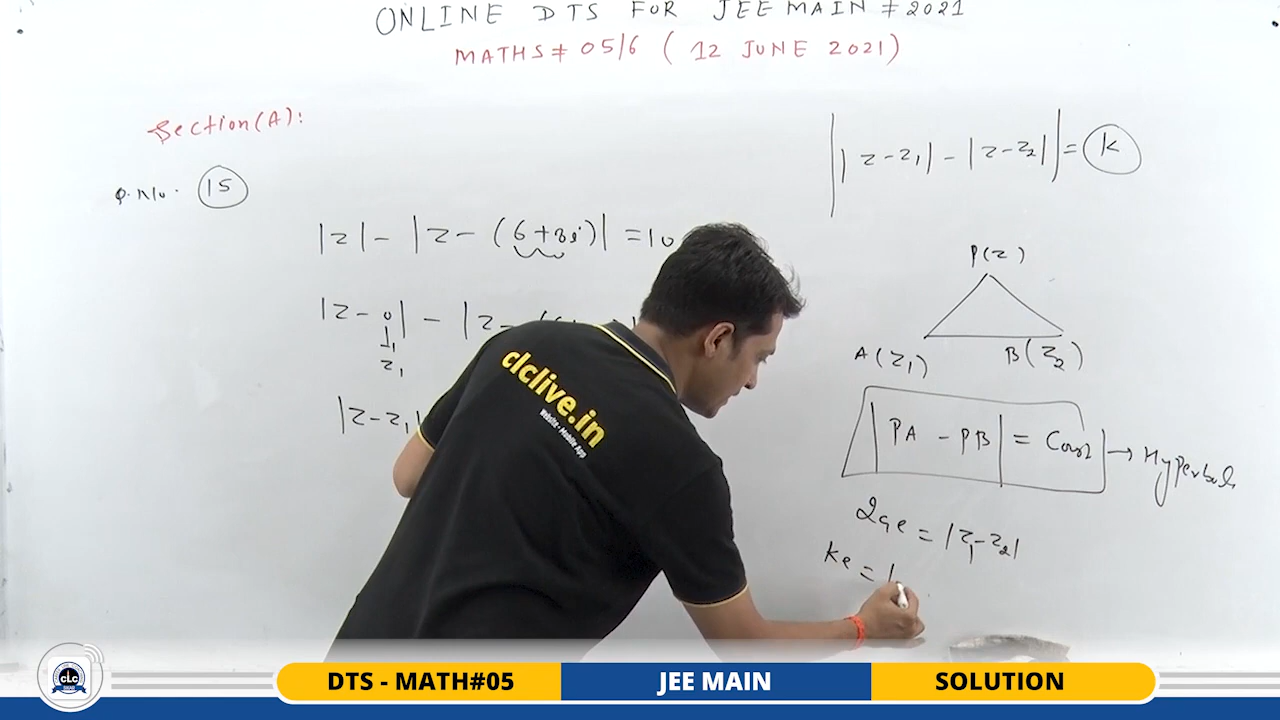 ONLINE DTS FOR JEE MAIN # 2021
MATHS # 05/6 ( 12 JUNE 2021 )
Section (A):
Q. No. 15
|z| - |z - (6+8i)| = 10
|z - 0| - |z -
z₁
|z - z₁|
||z - z₁| - |z - z₂|| = k
P(z)
A(z₁) B(z₂)
|PA - PB| = Const → Hyperbola
2ae = |z₁ - z₂|
ke = |
clclive.in
Website - Mobile App
clc
SIKAR
DTS - MATH#05 JEE MAIN SOLUTION